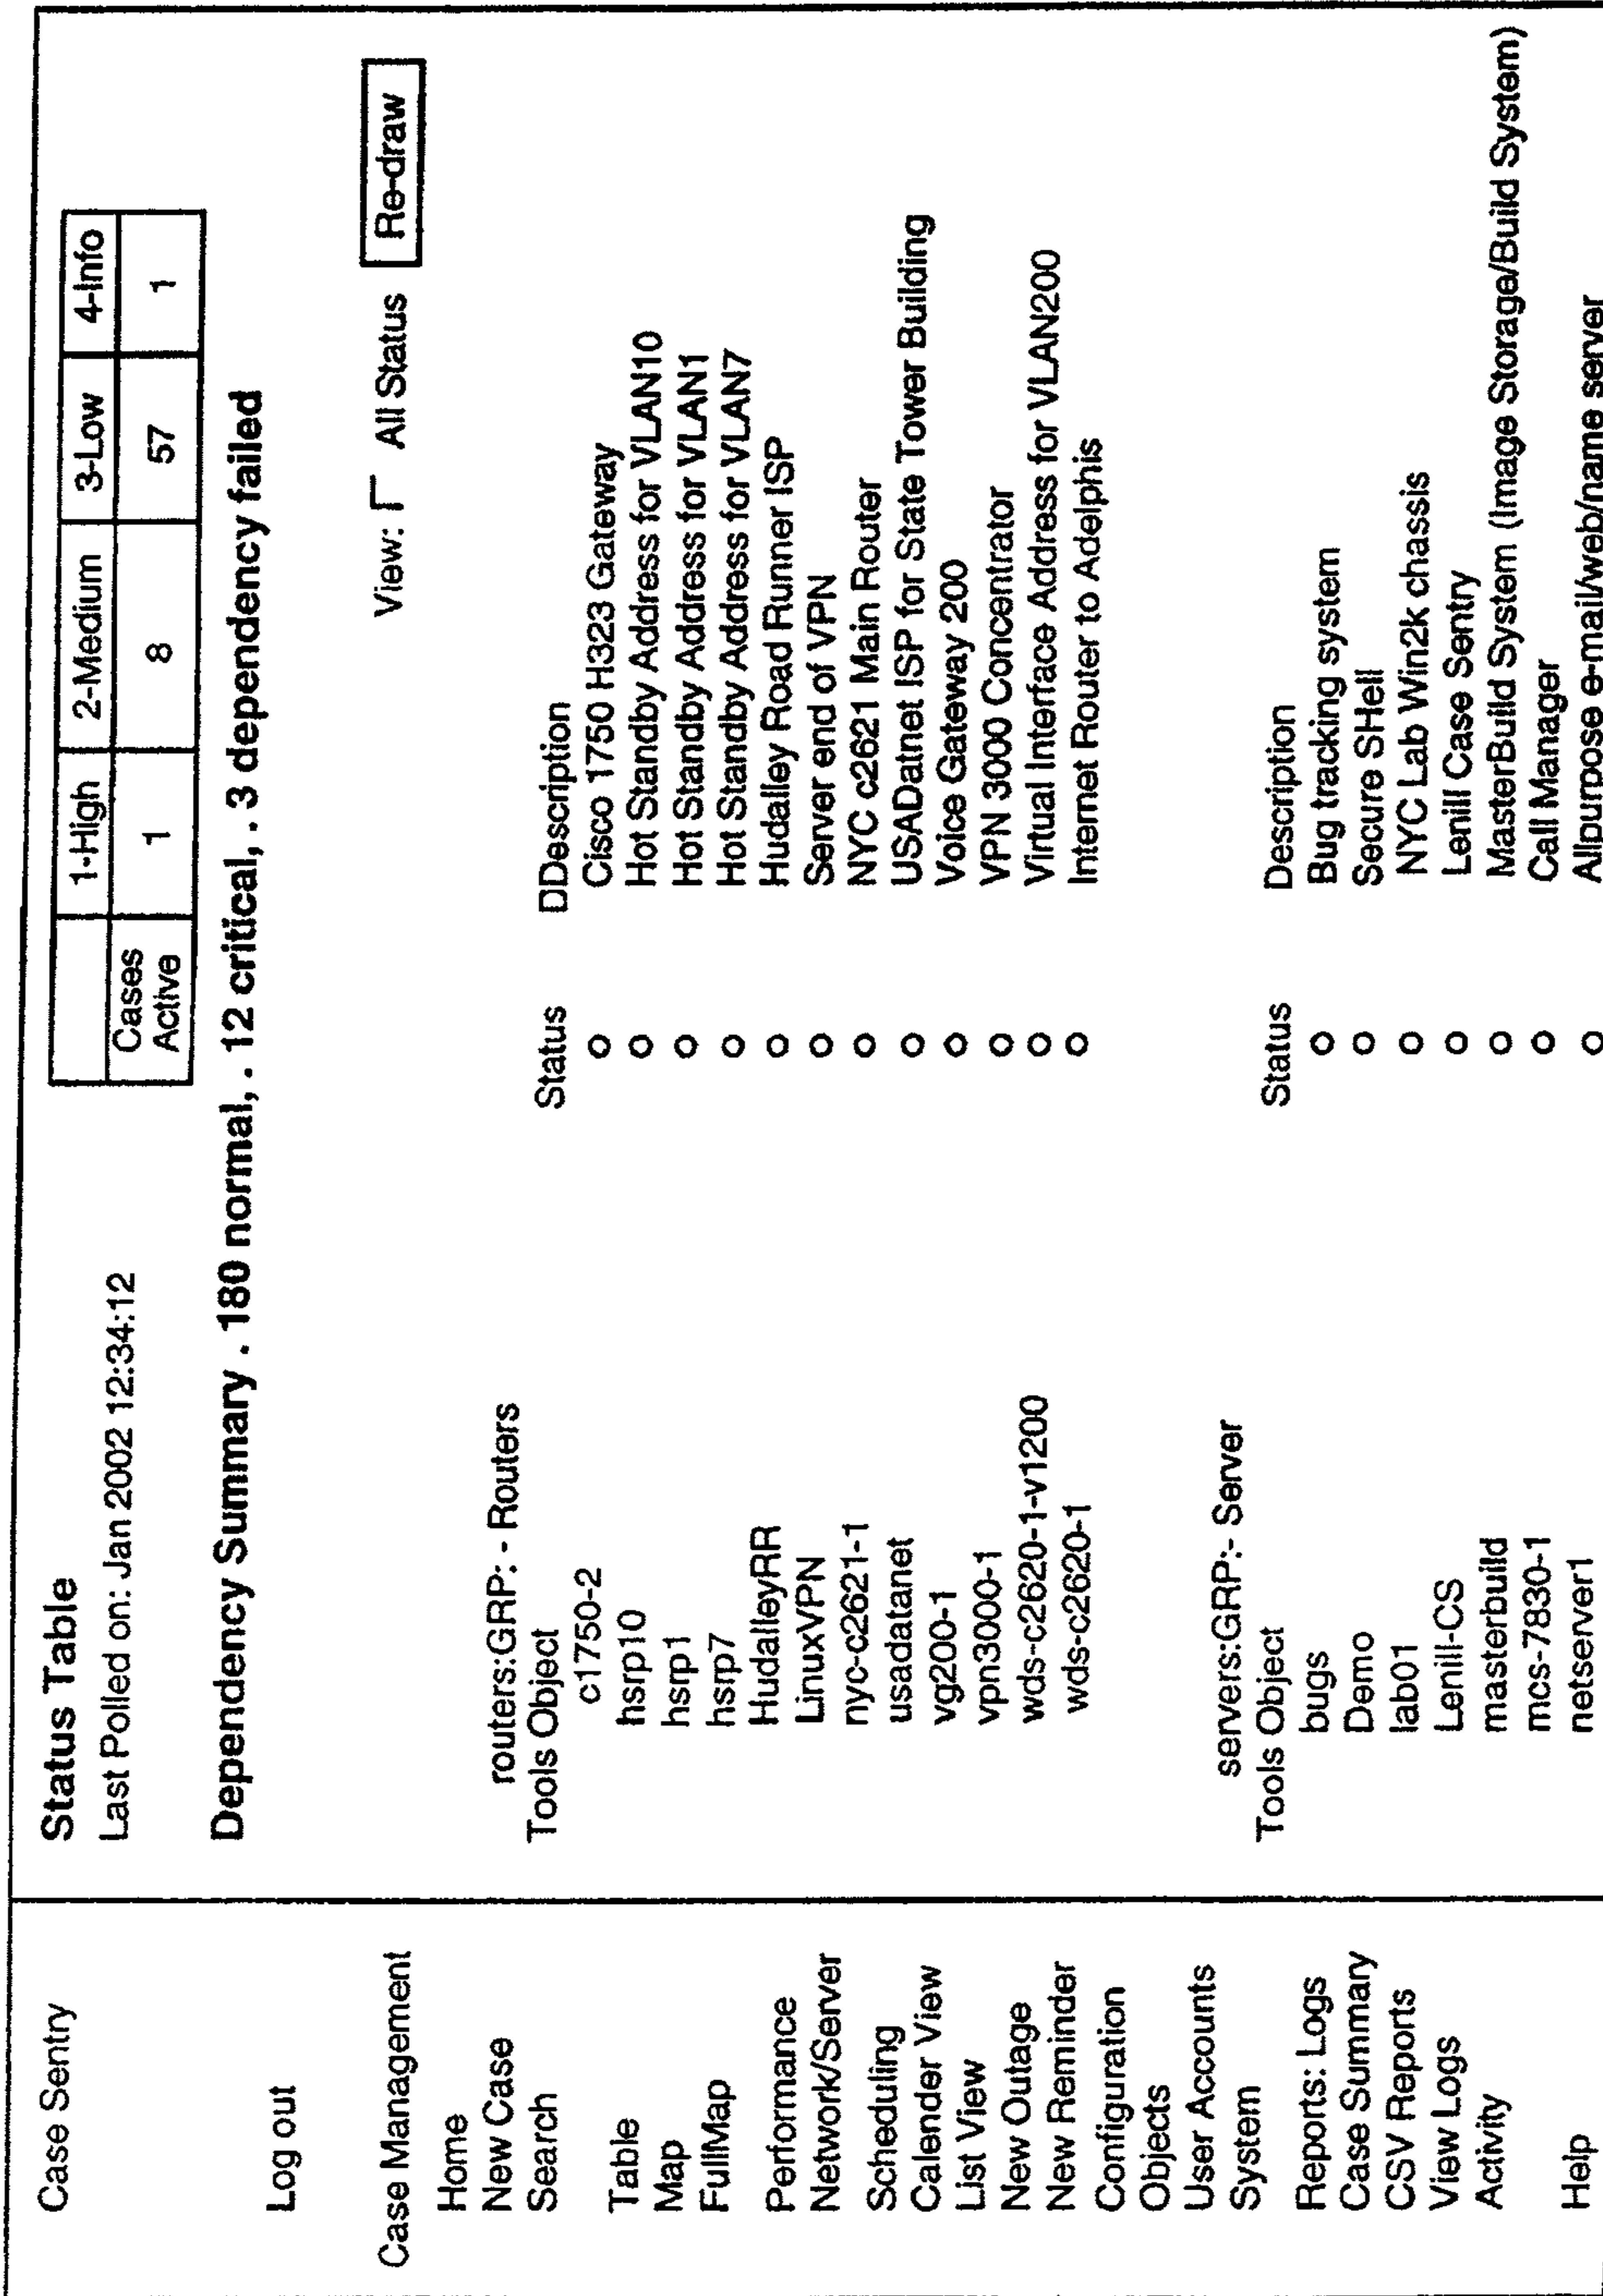 Case Sentry
Log out
Case Management
Home
New Case
Search
Table
Map
FullMap
Performance
Network/Server
Scheduling
Calender View
List View
New Outage
New Reminder
Configuration
Objects
User Accounts
System
Reports: Logs
Case Summary
CSV Reports
View Logs
Activity
Help
Status Table
Last Polled on: Jan 2002 12:34:12
1-High 2-Medium 3-Low 4-Info
Cases Active 1 8 57 1
Dependency Summary . 180 normal, . 12 critical, . 3 dependency failed
View: All Status Re-draw
routers:GRP: - Routers
Tools Object Status DDescription
c1750-2 Cisco 1750 H323 Gateway
hsrp10 Hot Standby Address for VLAN10
hsrp1 Hot Standby Address for VLAN1
hsrp7 Hot Standby Address for VLAN7
HudalleyRR Hudalley Road Runner ISP
LinuxVPN Server end of VPN
nyc-c2621-1 NYC c2621 Main Router
usadatanet USADatnet ISP for State Tower Building
vg200-1 Voice Gateway 200
vpn3000-1 VPN 3000 Concentrator
wds-c2620-1-v1200 Virtual Interface Address for VLAN200
wds-c2620-1 Internet Router to Adelphis
servers:GRP:- Server
Tools Object Status Description
bugs Bug tracking system
Demo Secure SHell
lab01 NYC Lab Win2k chassis
Lenill-CS Lenill Case Sentry
masterbuild MasterBuild System (Image Storage/Build System)
mcs-7830-1 Call Manager
netserver1 Allpurpose e-mail/web/name server